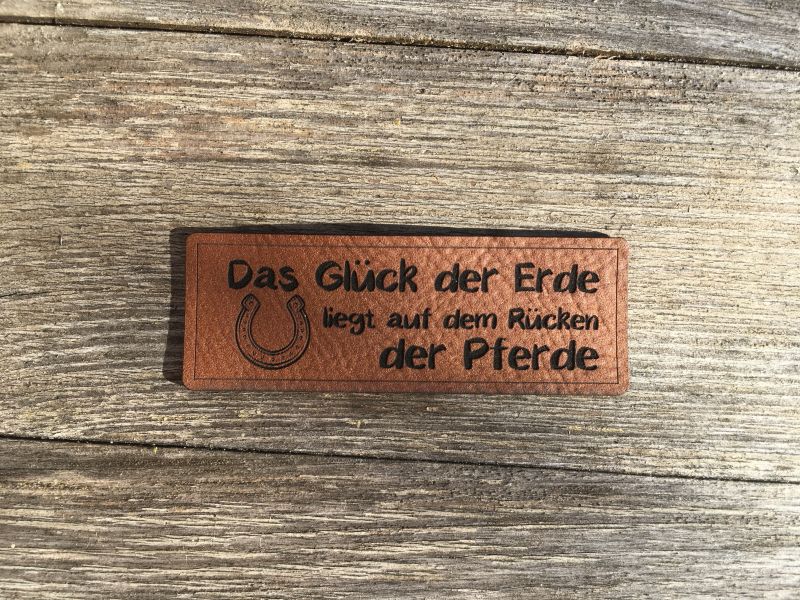 Das Glück der Erde
liegt auf dem Rücken
der Pferde